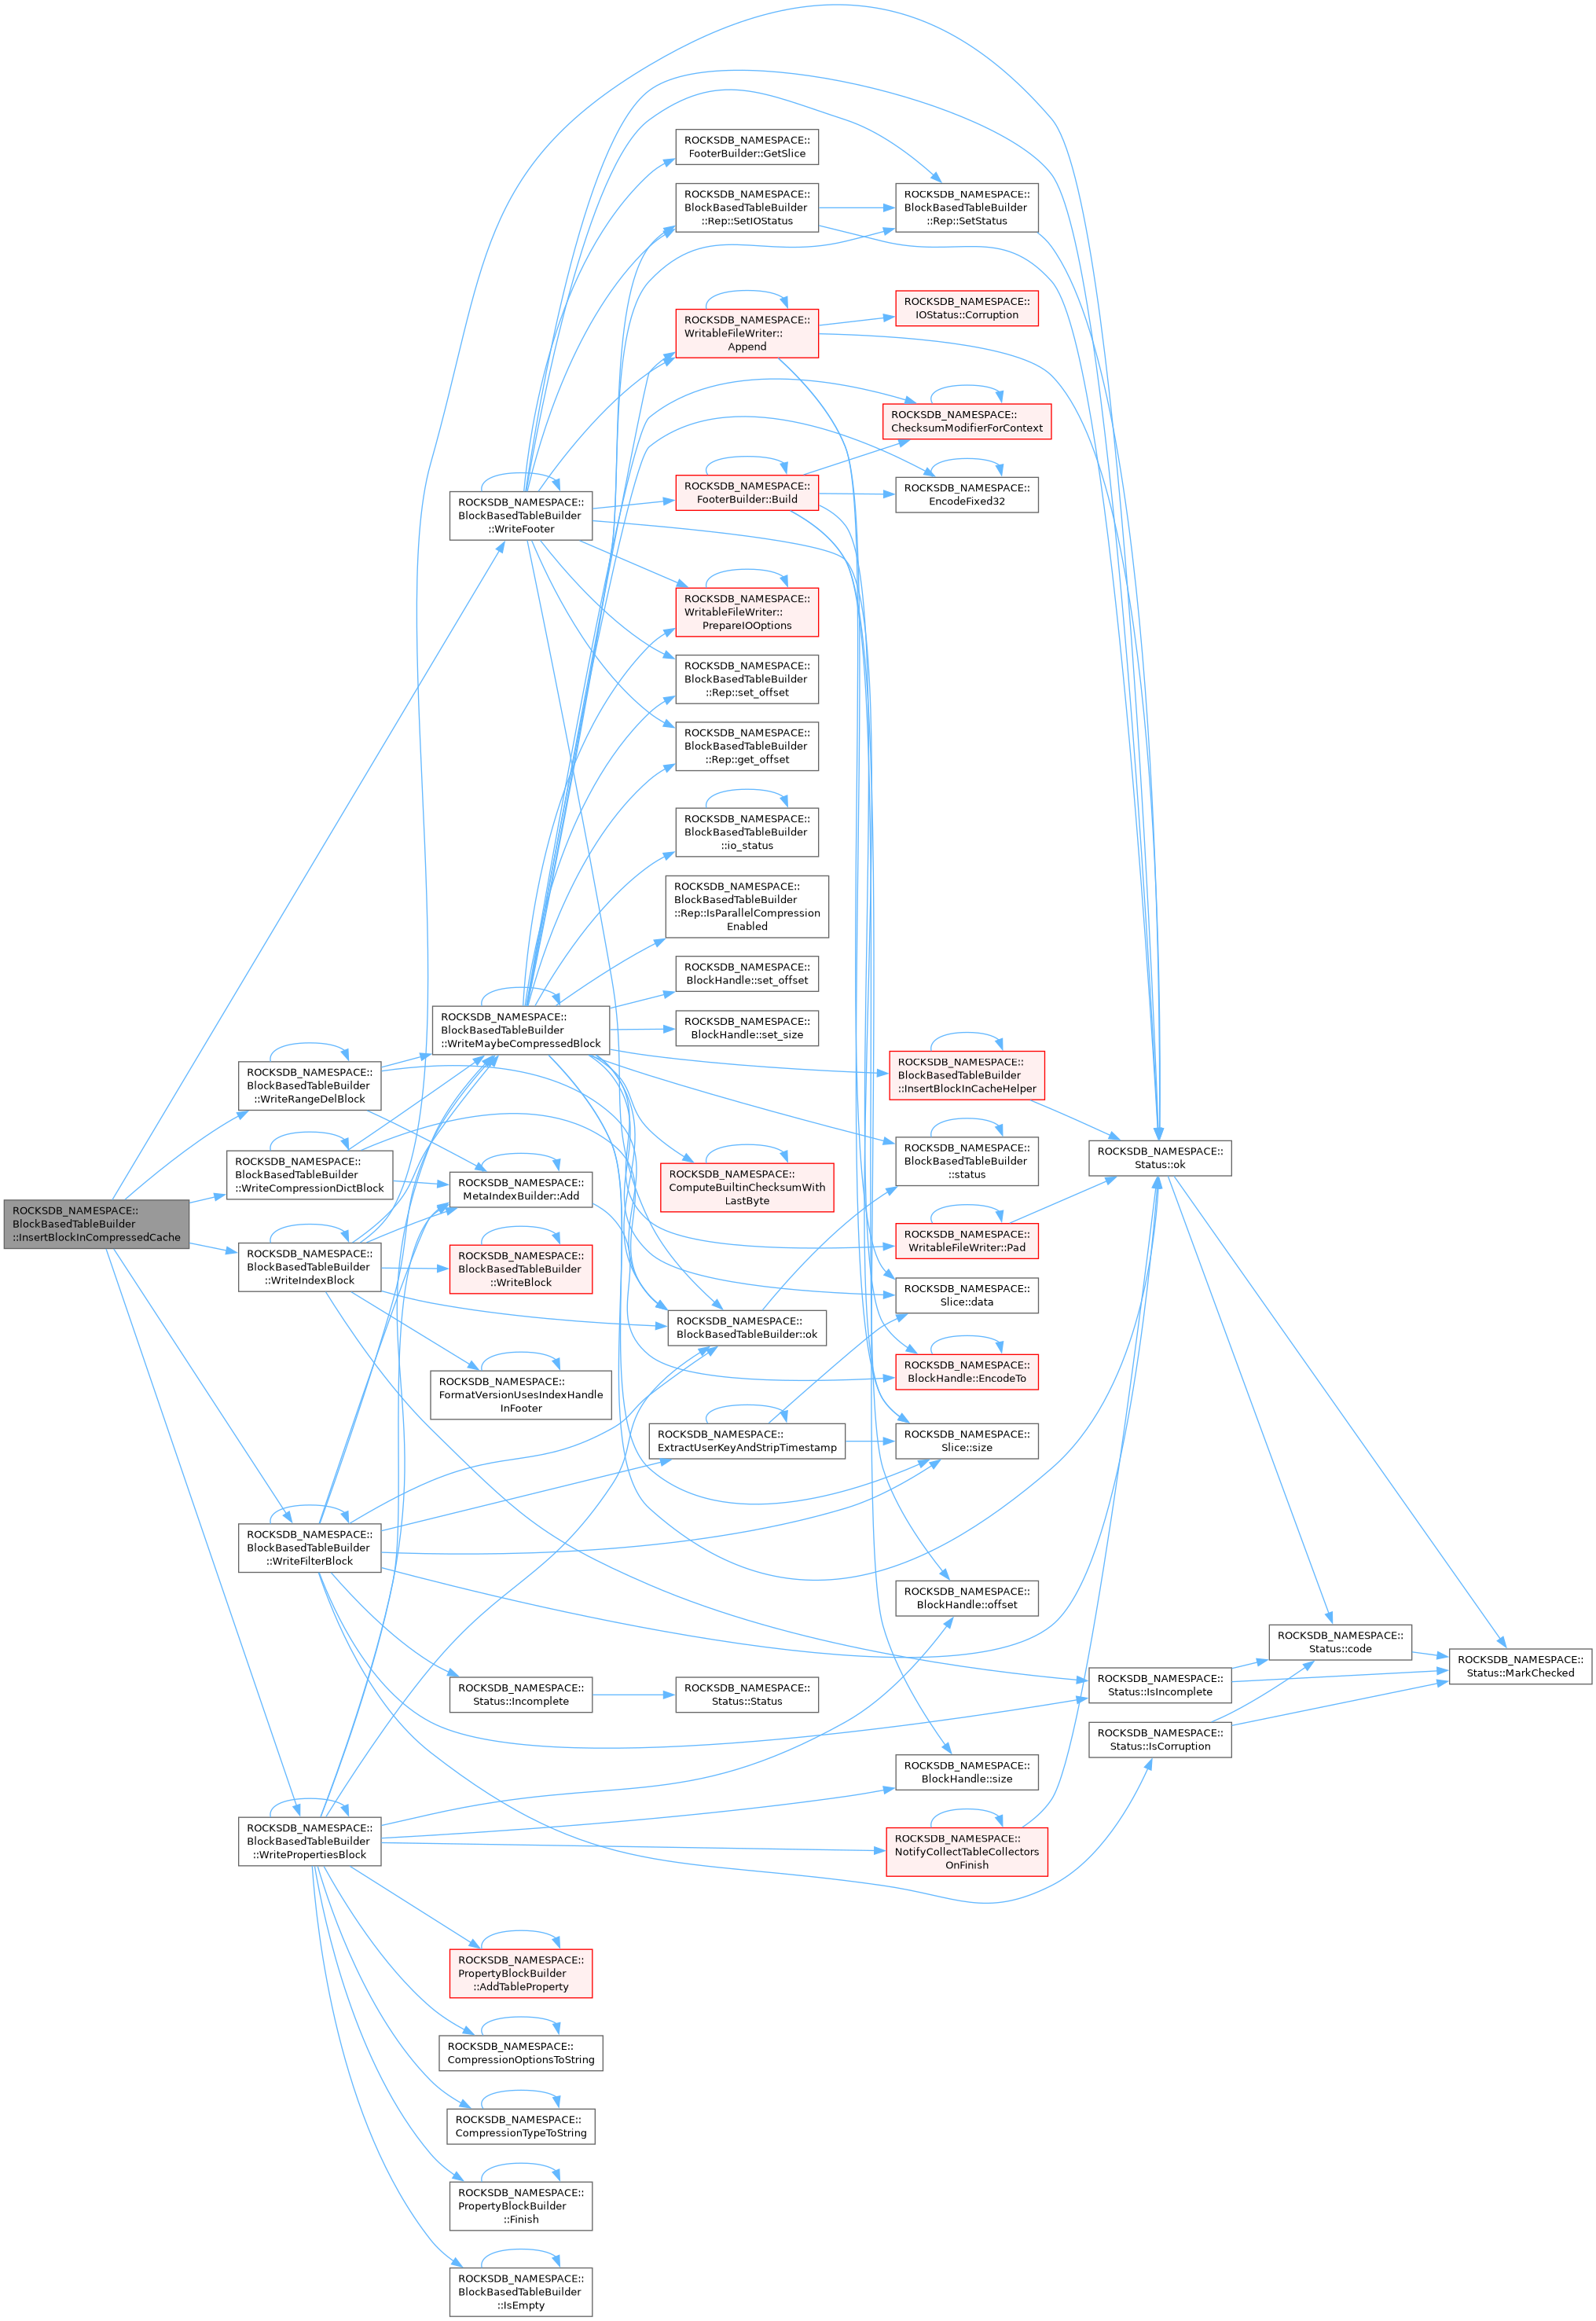 ROCKSDB_NAMESPACE::
BlockBasedTableBuilder
::InsertBlockInCompressedCache
ROCKSDB_NAMESPACE::
BlockBasedTableBuilder
::WriteRangeDelBlock
ROCKSDB_NAMESPACE::
BlockBasedTableBuilder
::WriteCompressionDictBlock
ROCKSDB_NAMESPACE::
BlockBasedTableBuilder
::WriteIndexBlock
ROCKSDB_NAMESPACE::
BlockBasedTableBuilder
::WriteFilterBlock
ROCKSDB_NAMESPACE::
BlockBasedTableBuilder
::WritePropertiesBlock
ROCKSDB_NAMESPACE::
BlockBasedTableBuilder
::WriteFooter
ROCKSDB_NAMESPACE::
BlockBasedTableBuilder
::WriteMaybeCompressedBlock
ROCKSDB_NAMESPACE::
MetaIndexBuilder::Add
ROCKSDB_NAMESPACE::
BlockBasedTableBuilder
::WriteBlock
ROCKSDB_NAMESPACE::
FormatVersionUsesIndexHandle
InFooter
ROCKSDB_NAMESPACE::
Status::Incomplete
ROCKSDB_NAMESPACE::
PropertyBlockBuilder
::AddTableProperty
ROCKSDB_NAMESPACE::
CompressionOptionsToString
ROCKSDB_NAMESPACE::
CompressionTypeToString
ROCKSDB_NAMESPACE::
PropertyBlockBuilder
::Finish
ROCKSDB_NAMESPACE::
BlockBasedTableBuilder
::IsEmpty
ROCKSDB_NAMESPACE::
FooterBuilder::GetSlice
ROCKSDB_NAMESPACE::
BlockBasedTableBuilder
::Rep::SetIOStatus
ROCKSDB_NAMESPACE::
WritableFileWriter::
Append
ROCKSDB_NAMESPACE::
FooterBuilder::Build
ROCKSDB_NAMESPACE::
WritableFileWriter::
PrepareIOOptions
ROCKSDB_NAMESPACE::
BlockBasedTableBuilder
::Rep::set_offset
ROCKSDB_NAMESPACE::
BlockBasedTableBuilder
::Rep::get_offset
ROCKSDB_NAMESPACE::
BlockBasedTableBuilder
::io_status
ROCKSDB_NAMESPACE::
BlockBasedTableBuilder
::Rep::IsParallelCompression
Enabled
ROCKSDB_NAMESPACE::
BlockHandle::set_offset
ROCKSDB_NAMESPACE::
BlockHandle::set_size
ROCKSDB_NAMESPACE::
ComputeBuiltinChecksumWith
LastByte
ROCKSDB_NAMESPACE::
BlockBasedTableBuilder::ok
ROCKSDB_NAMESPACE::
ExtractUserKeyAndStripTimestamp
ROCKSDB_NAMESPACE::
Status::Status
ROCKSDB_NAMESPACE::
BlockBasedTableBuilder
::Rep::SetStatus
ROCKSDB_NAMESPACE::
IOStatus::Corruption
ROCKSDB_NAMESPACE::
ChecksumModifierForContext
ROCKSDB_NAMESPACE::
EncodeFixed32
ROCKSDB_NAMESPACE::
BlockBasedTableBuilder
::InsertBlockInCacheHelper
ROCKSDB_NAMESPACE::
BlockBasedTableBuilder
::status
ROCKSDB_NAMESPACE::
WritableFileWriter::Pad
ROCKSDB_NAMESPACE::
Slice::data
ROCKSDB_NAMESPACE::
BlockHandle::EncodeTo
ROCKSDB_NAMESPACE::
Slice::size
ROCKSDB_NAMESPACE::
BlockHandle::offset
ROCKSDB_NAMESPACE::
BlockHandle::size
ROCKSDB_NAMESPACE::
NotifyCollectTableCollectors
OnFinish
ROCKSDB_NAMESPACE::
Status::ok
ROCKSDB_NAMESPACE::
Status::IsIncomplete
ROCKSDB_NAMESPACE::
Status::IsCorruption
ROCKSDB_NAMESPACE::
Status::code
ROCKSDB_NAMESPACE::
Status::MarkChecked